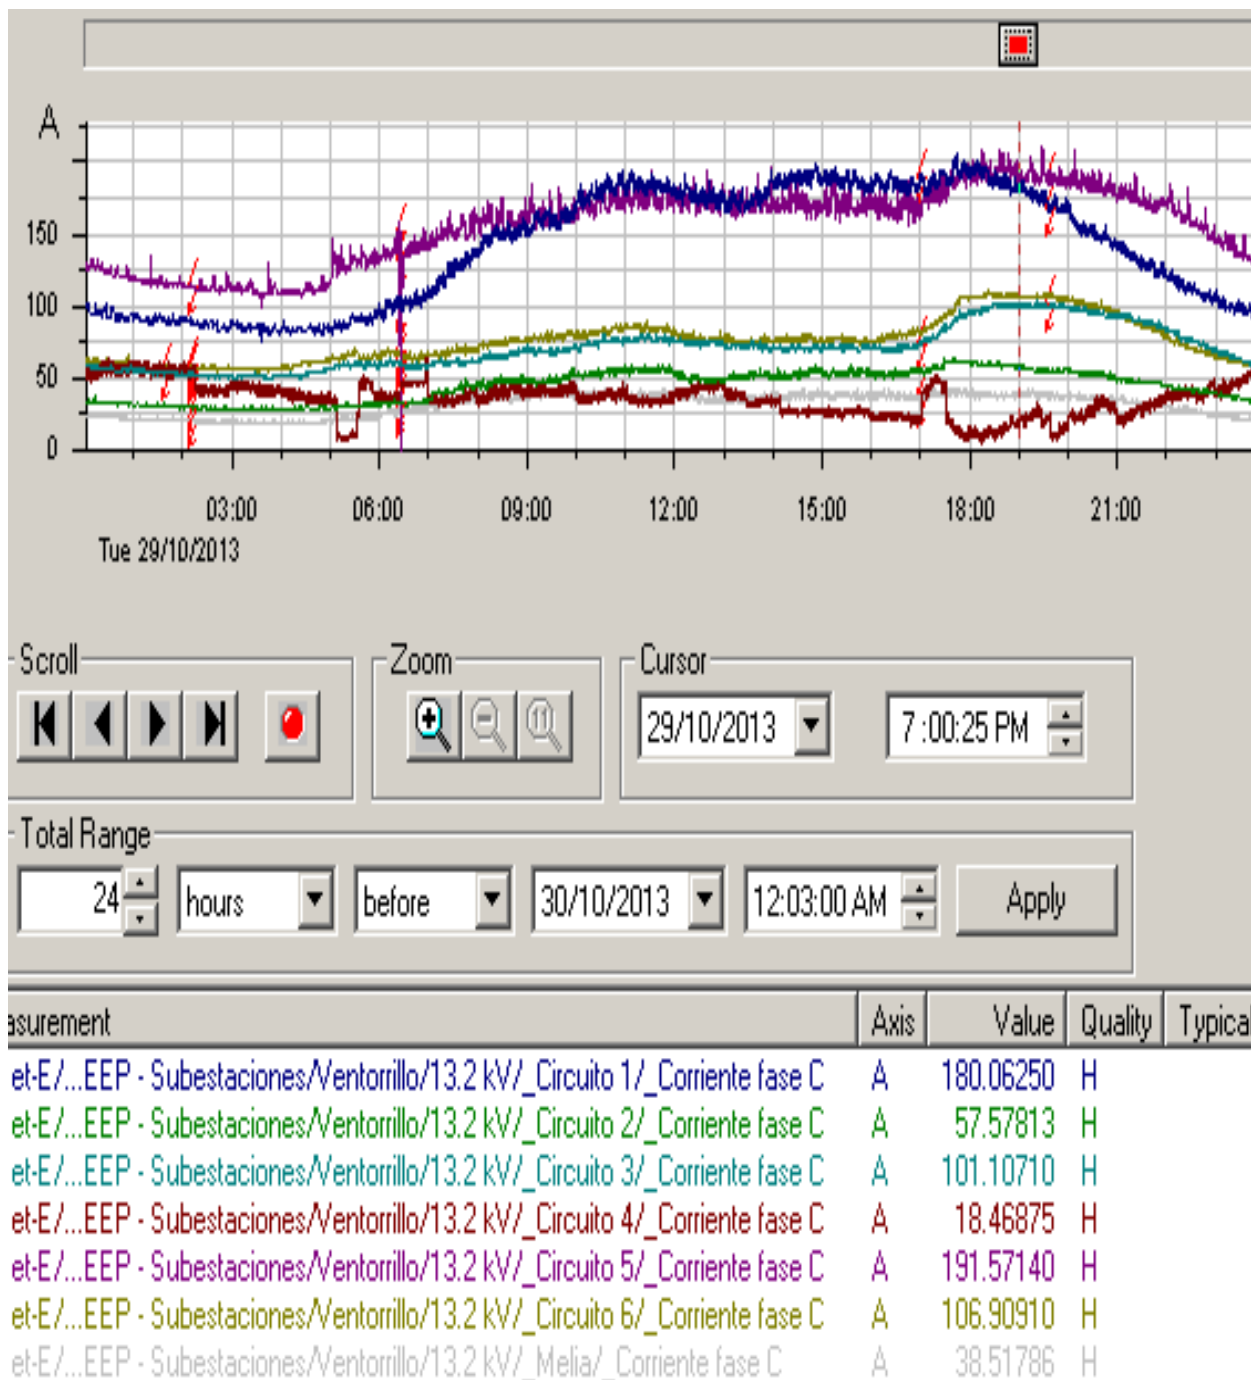 A
150
100
50
0
03:00 06:00 09:00 12:00 15:00 18:00 21:00
Tue 29/10/2013
Scroll Zoom Cursor
29/10/2013 7 :00:25 PM
Total Range
24 hours before 30/10/2013 12:03:00 AM Apply
asurement Axis Value Quality Typical
et-E/...EEP - Subestaciones/Ventorrillo/13.2 kV/_Circuito 1/_Corriente fase C A 180.06250 H
et-E/...EEP - Subestaciones/Ventorrillo/13.2 kV/_Circuito 2/_Corriente fase C A 57.57813 H
et-E/...EEP - Subestaciones/Ventorrillo/13.2 kV/_Circuito 3/_Corriente fase C A 101.10710 H
et-E/...EEP - Subestaciones/Ventorrillo/13.2 kV/_Circuito 4/_Corriente fase C A 18.46875 H
et-E/...EEP - Subestaciones/Ventorrillo/13.2 kV/_Circuito 5/_Corriente fase C A 191.57140 H
et-E/...EEP - Subestaciones/Ventorrillo/13.2 kV/_Circuito 6/_Corriente fase C A 106.90910 H
et-E/...EEP - Subestaciones/Ventorrillo/13.2 kV/_Melia/_Corriente fase C A 38.51786 H